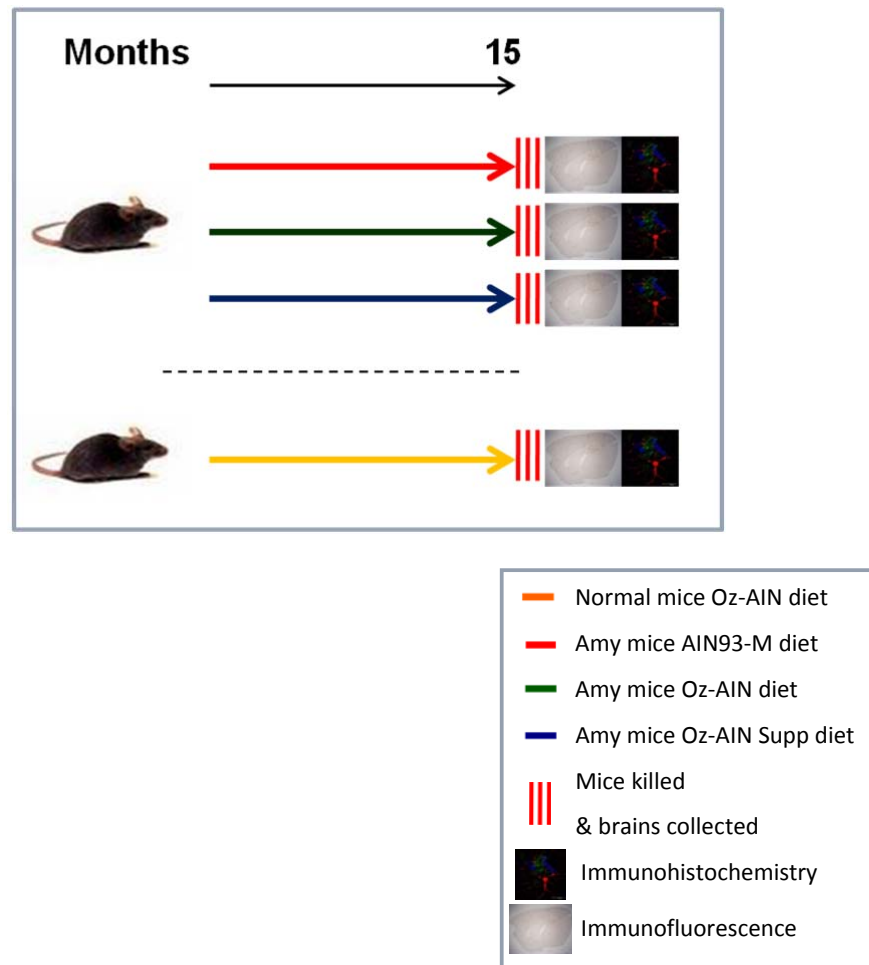 Months 15
Normal mice Oz-AIN diet
Amy mice AIN93-M diet
Amy mice Oz-AIN diet
Amy mice Oz-AIN Supp diet
Mice killed
& brains collected
Immunohistochemistry
Immunofluorescence